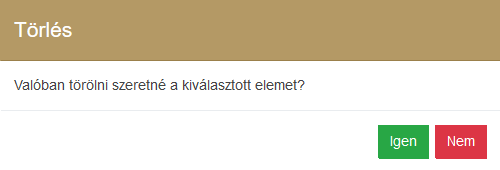 Törlés
Valóban törölni szeretné a kiválasztott elemet?
Igen Nem